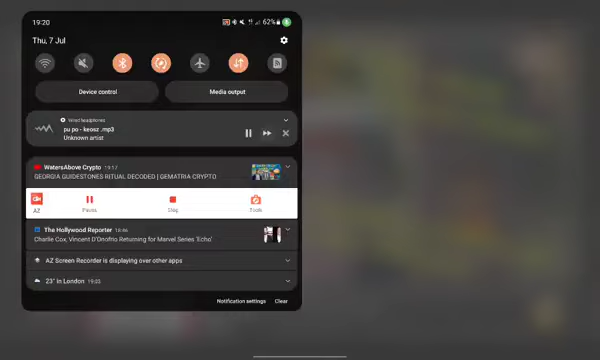 19:20
62%
Thu, 7 Jul
Device control
Media output
Wired headphones
pu po - keosz .mp3
Unknown artist
WatersAbove Crypto 19:17
GEORGIA GUIDESTONES RITUAL DECODED | GEMATRIA CRYPTO
AZ
Pause
Stop
Tools
The Hollywood Reporter 18:46
Charlie Cox, Vincent D'Onofrio Returning for Marvel Series 'Echo'
AZ Screen Recorder is displaying over other apps
23° in London 19:03
Notification settings
Clear